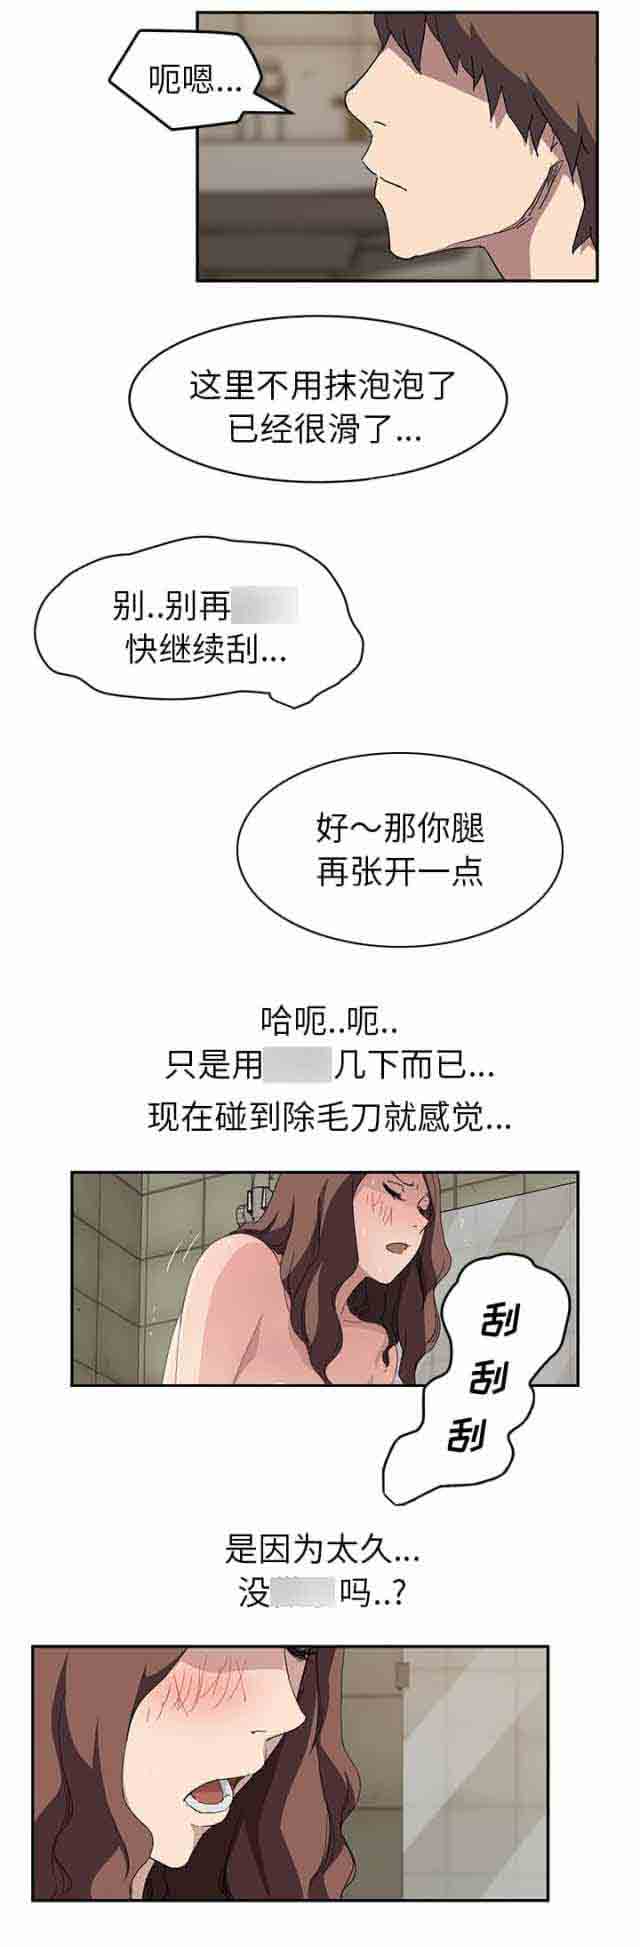 呃嗯...
这里不用抹泡泡了
已经很滑了...
别..别再
快继续刮...
好～那你腿
再张开一点
哈呃..呃..
只是用 几下而已...
现在碰到除毛刀就感觉...
刮
刮
刮
是因为太久...
没 吗..?